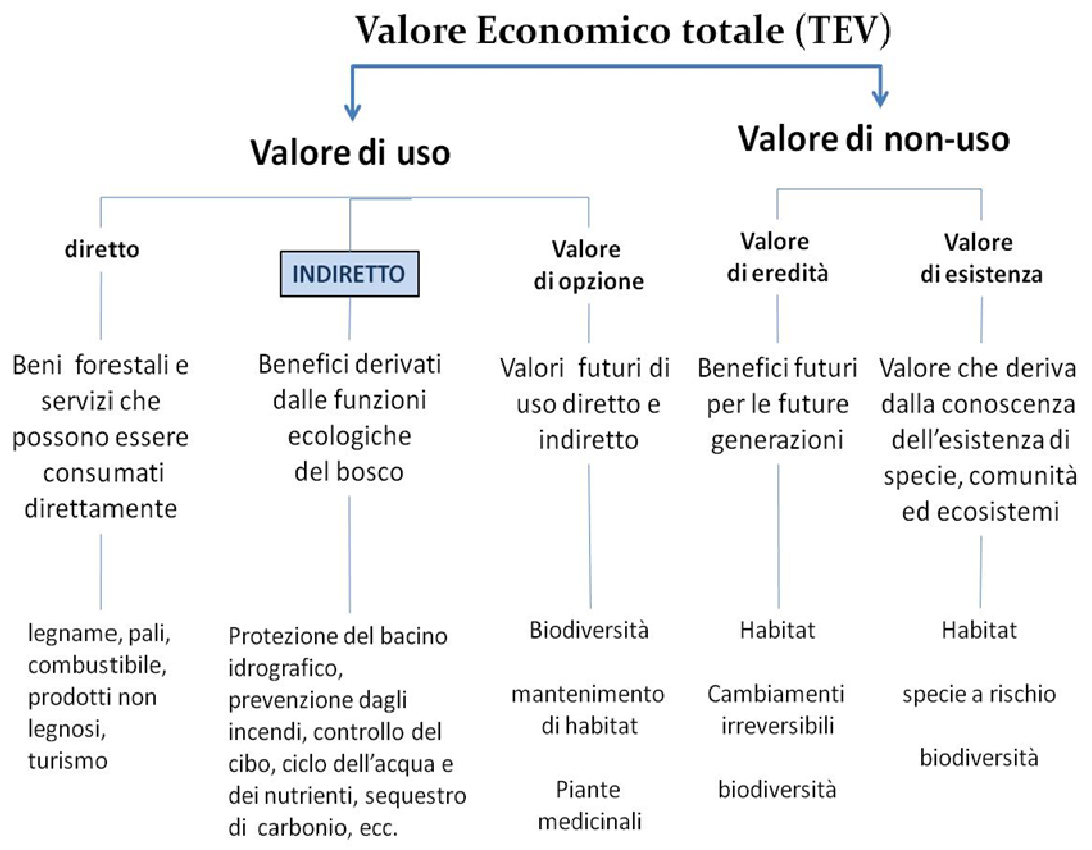 Valore Economico totale (TEV)
Valore di uso
Valore di non-uso
diretto
INDIRETTO
Valore
di opzione
Valore
di eredità
Valore
di esistenza
Beni forestali e
servizi che
possono essere
consumati
direttamente
Benefici derivati
dalle funzioni
ecologiche
del bosco
Valori futuri di
uso diretto e
indiretto
Benefici futuri
per le future
generazioni
Valore che deriva
dalla conoscenza
dell'esistenza di
specie, comunità
ed ecosistemi
legname, pali,
combustibile,
prodotti non
legnosi,
turismo
Protezione del bacino
idrografico,
prevenzione dagli
incendi, controllo del
cibo, ciclo dell'acqua e
dei nutrienti, sequestro
di carbonio, ecc.
Biodiversità
mantenimento
di habitat
Piante
medicinali
Habitat
Cambiamenti
irreversibili
biodiversità
Habitat
specie a rischio
biodiversità